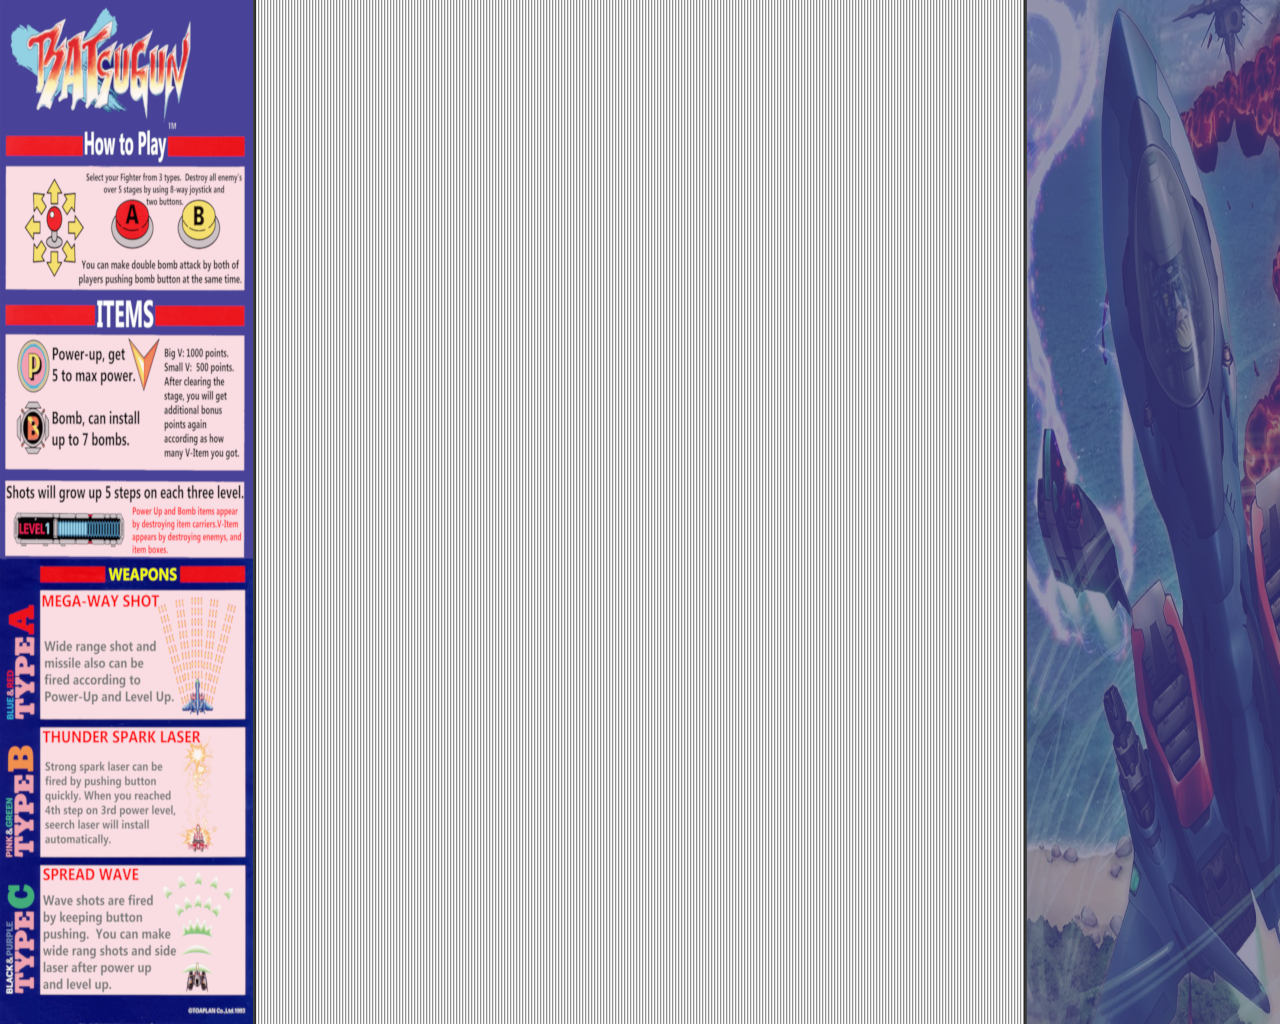 BATSUGUN
TM
How to Play
Select your Fighter from 3 types. Destroy all enemy's
over 5 stages by using 8-way joystick and
two buttons.
A
B
You can make double bomb attack by both of
players pushing bomb button at the same time.
ITEMS
P
Power-up, get
5 to max power.
B
Bomb, can install
up to 7 bombs.
Big V: 1000 points.
Small V: 500 points.
After clearing the
stage, you will get
additional bonus
points again
according as how
many V-Item you got.
Shots will grow up 5 steps on each three level.
LEVEL1
Power Up and Bomb items appear
by destroying item carriers.V-Item
appears by destroying enemys, and
item boxes.
WEAPONS
BLUE & RED
TYPE A
MEGA-WAY SHOT
Wide range shot and
missile also can be
fired according to
Power-Up and Level Up.
PINK & GREEN
TYPE B
THUNDER SPARK LASER
Strong spark laser can be
fired by pushing button
quickly. When you reached
4th step on 3rd power level,
seerch laser will install
automatically.
BLACK & PURPLE
TYPE C
SPREAD WAVE
Wave shots are fired
by keeping button
pushing. You can make
wide rang shots and side
laser after power up
and level up.
©TOAPLAN Co.,Ltd 1993